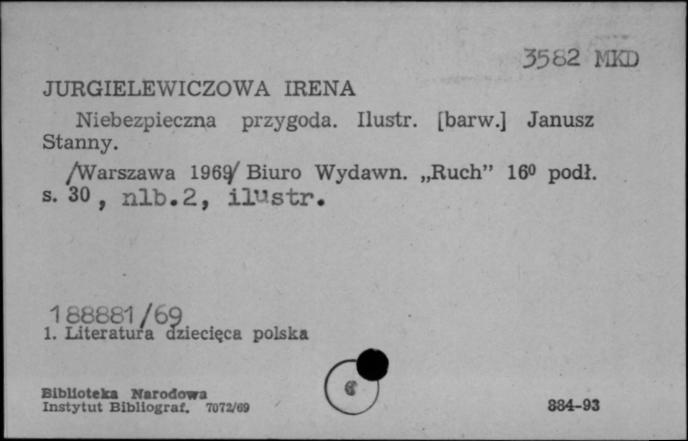 3582 MKD
JURGIELEWICZOWA IRENA
Niebezpieczna przygoda. Ilustr. [barw.] Janusz
Stanny.
/Warszawa 1969/ Biuro Wydawn. „Ruch” 16⁰ podł.
s. 30, nlb.2, ilustr.
188881/69
1. Literatura dziecięca polska
Biblioteka Narodowa
Instytut Bibliograf. 7072/69
884-93